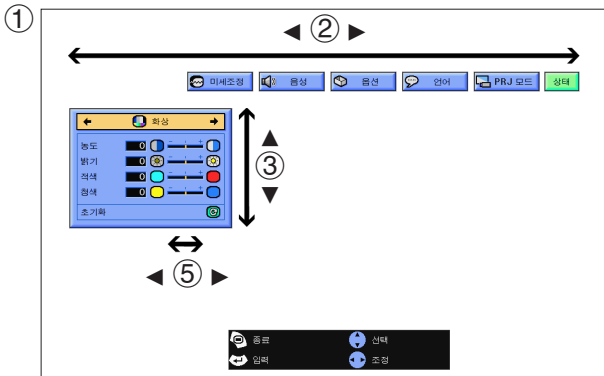 ①
◀ ② ▶
미세조정 음성 옵션 언어 PRJ 모드 상태
화상
농도 0 - +
밝기 0 - +
적색 0 - +
청색 0 - +
초기화
▲
③
▼
◀ ⑤ ▶
종료 선택
입력 조정